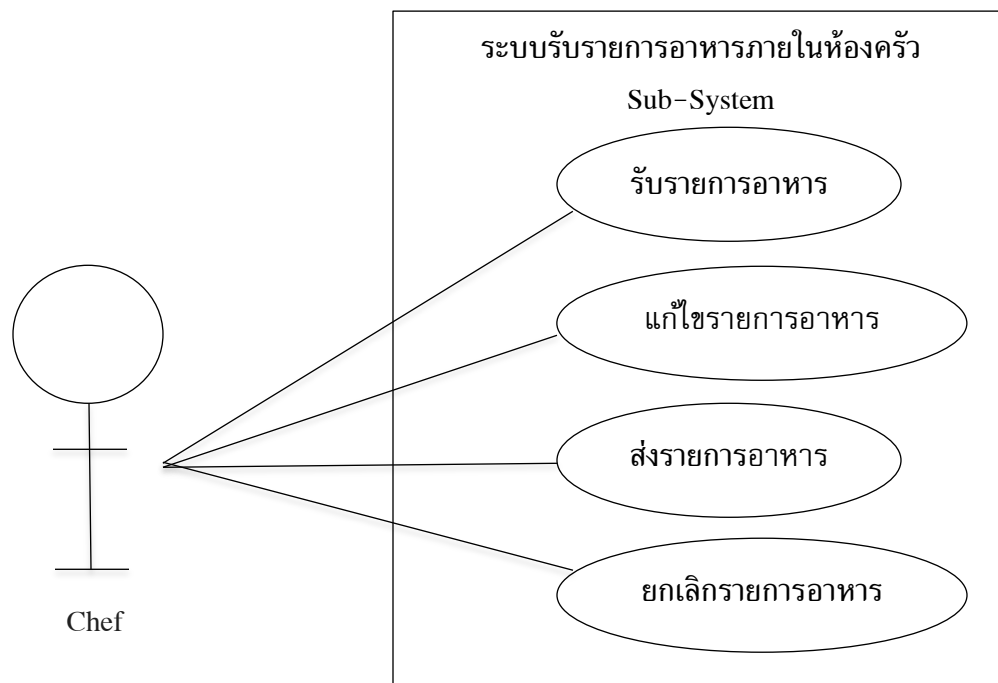 ระบบรับรายการอาหารภายในห้องครัว
Sub-System
รับรายการอาหาร
แก้ไขรายการอาหาร
ส่งรายการอาหาร
ยกเลิกรายการอาหาร
Chef